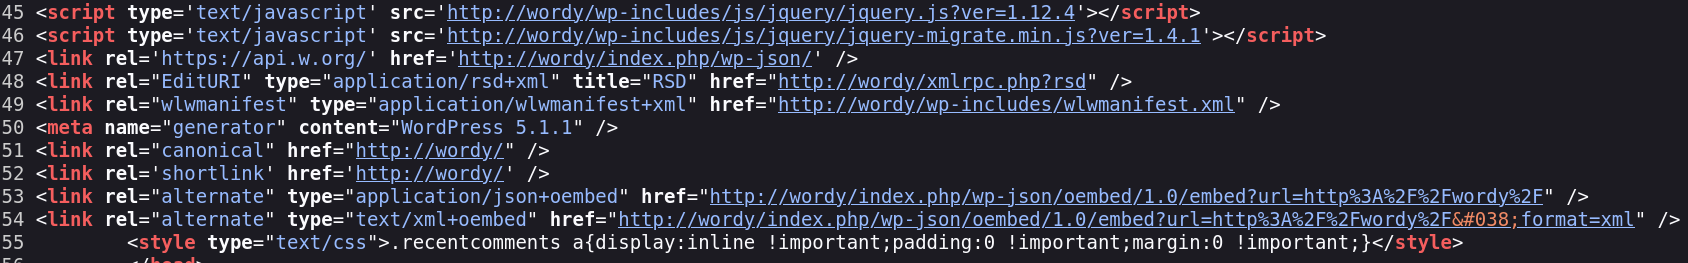 45 <script type='text/javascript' src='http://wordy/wp-includes/js/jquery/jquery.js?ver=1.12.4'></script>
46 <script type='text/javascript' src='http://wordy/wp-includes/js/jquery/jquery-migrate.min.js?ver=1.4.1'></script>
47 <link rel='https://api.w.org/' href='http://wordy/index.php/wp-json/' />
48 <link rel="EditURI" type="application/rsd+xml" title="RSD" href="http://wordy/xmlrpc.php?rsd" />
49 <link rel="wlwmanifest" type="application/wlwmanifest+xml" href="http://wordy/wp-includes/wlwmanifest.xml" />
50 <meta name="generator" content="WordPress 5.1.1" />
51 <link rel="canonical" href="http://wordy/" />
52 <link rel='shortlink' href='http://wordy/' />
53 <link rel="alternate" type="application/json+oembed" href="http://wordy/index.php/wp-json/oembed/1.0/embed?url=http%3A%2F%2Fwordy%2F" />
54 <link rel="alternate" type="text/xml+oembed" href="http://wordy/index.php/wp-json/oembed/1.0/embed?url=http%3A%2F%2Fwordy%2F&#038;format=xml" />
55 <style type="text/css">.recentcomments a{display:inline !important;padding:0 !important;margin:0 !important;}</style>
56 </head>